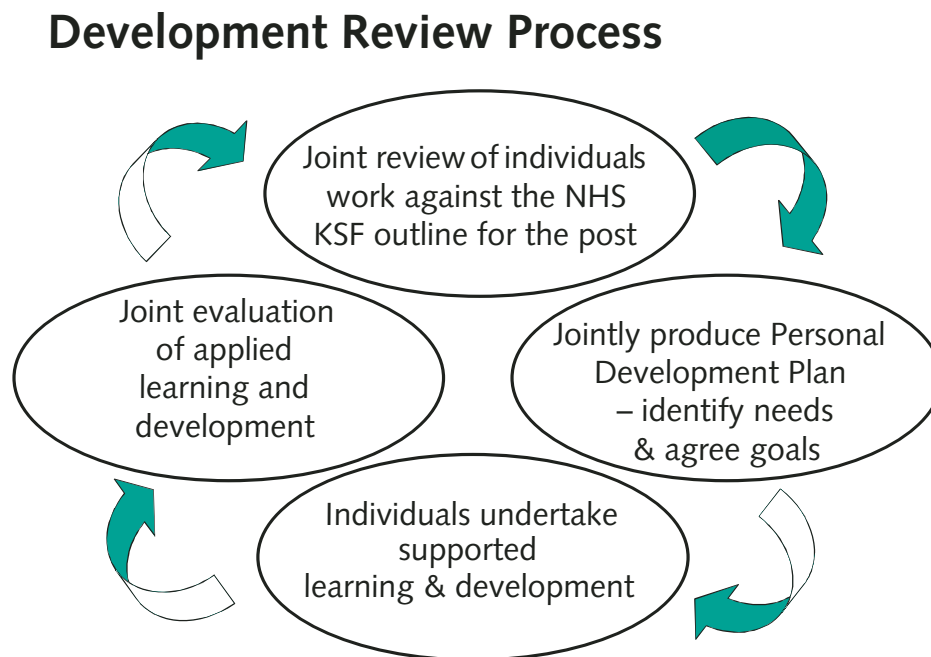 Development Review Process
Joint review of individuals
work against the NHS
KSF outline for the post
Jointly produce Personal
Development Plan
– identify needs
& agree goals
Individuals undertake
supported
learning & development
Joint evaluation
of applied
learning and
development